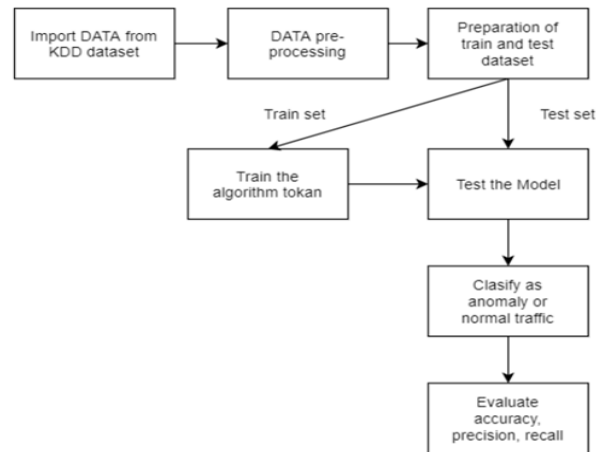 Import DATA from
KDD dataset
DATA pre-
processing
Preparation of
train and test
dataset
Train set
Test set
Train the
algorithm tokan
Test the Model
Clasify as
anomaly or
normal traffic
Evaluate
accuracy,
precision, recall